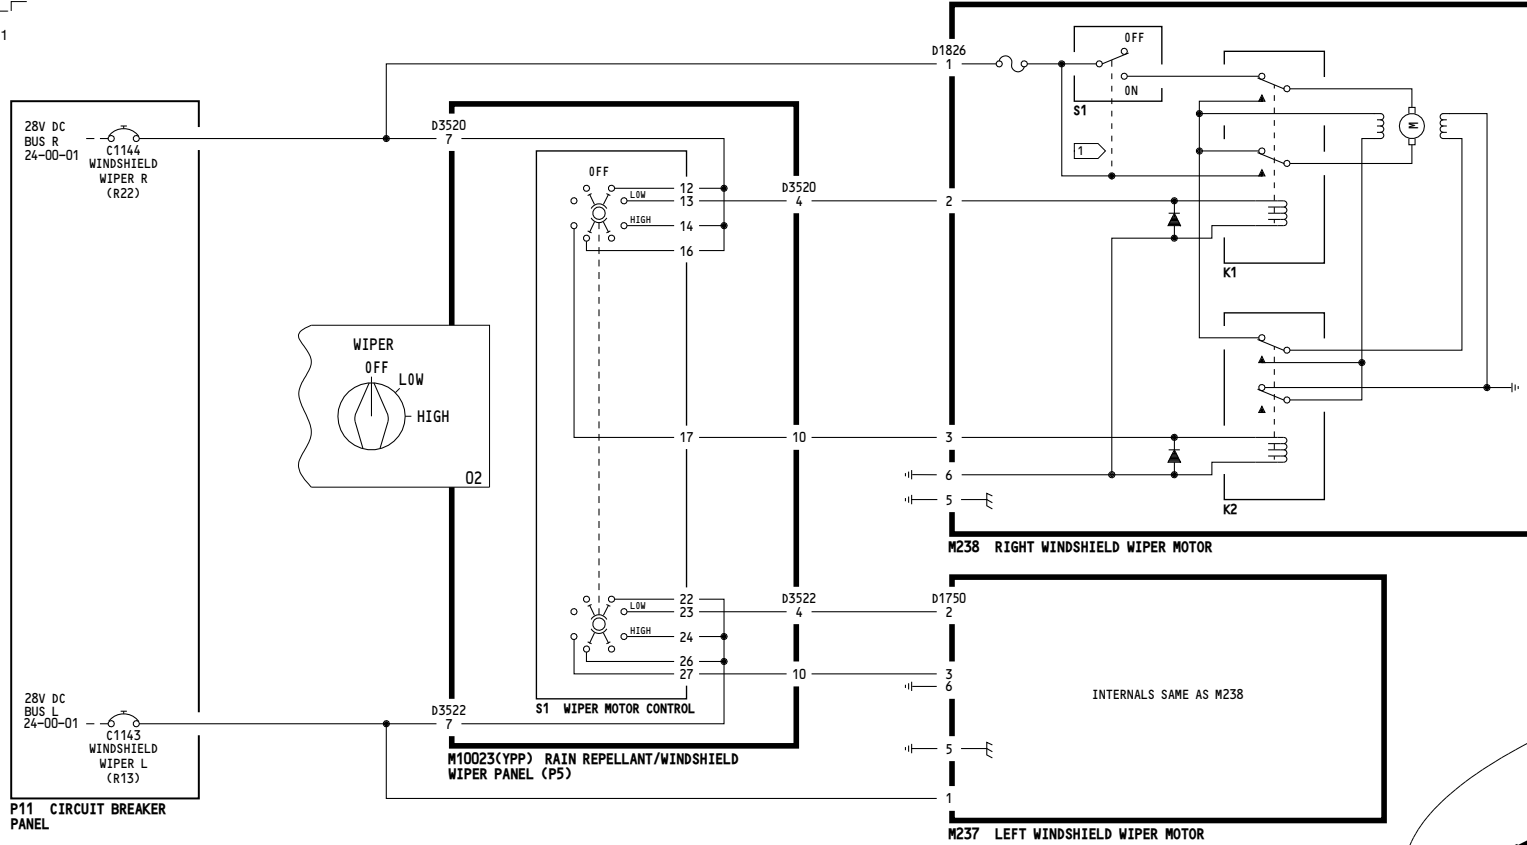 1
28V DC
BUS R
24-00-01
C1144
WINDSHIELD
WIPER R
(R22)
D3520
7
OFF
LOW
HIGH
12
13
14
16
D3520
4
WIPER
OFF
LOW
HIGH
02
17
10
22
23
24
26
27
LOW
HIGH
D3522
4
10
S1 WIPER MOTOR CONTROL
28V DC
BUS L
24-00-01
C1143
WINDSHIELD
WIPER L
(R13)
P11 CIRCUIT BREAKER
PANEL
D3522
7
M10023(YPP) RAIN REPELLANT/WINDSHIELD
WIPER PANEL (P5)
D1826
1
2
3
6
5
OFF
ON
S1
1
M
K1
K2
M238 RIGHT WINDSHIELD WIPER MOTOR
D1750
2
3
6
5
1
INTERNALS SAME AS M238
M237 LEFT WINDSHIELD WIPER MOTOR